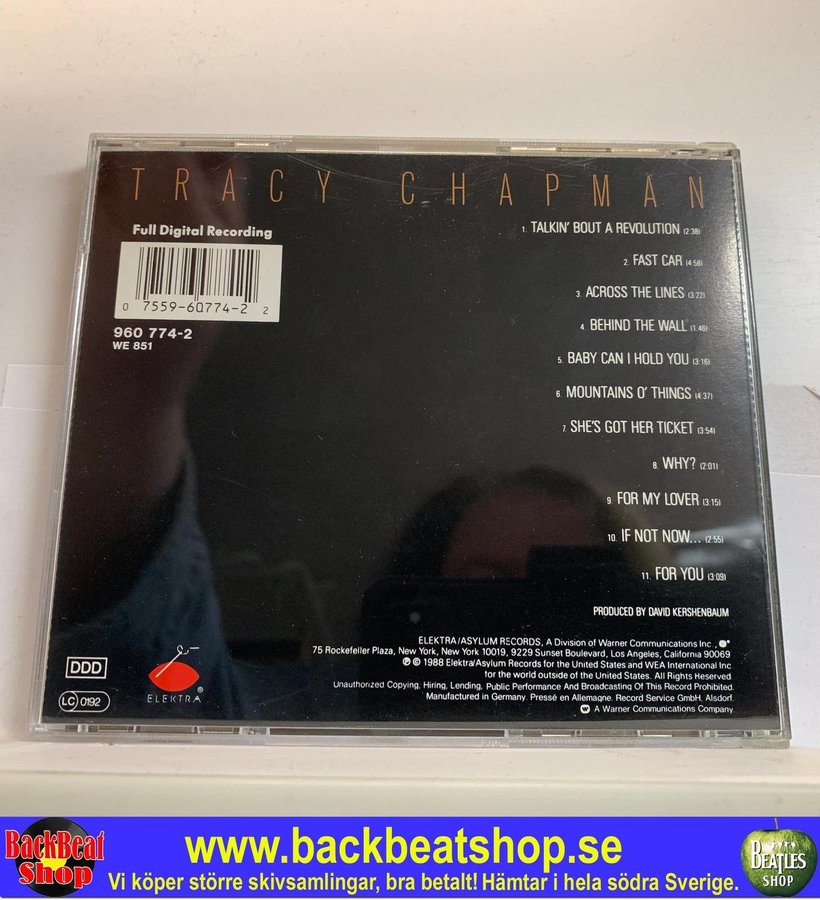 TRACY CHAPMAN
Full Digital Recording
0 7559-60774-2 2
960 774-2
WE 851
1. TALKIN' BOUT A REVOLUTION (2:38)
2. FAST CAR (4:58)
3. ACROSS THE LINES (3:22)
4. BEHIND THE WALL (1:46)
5. BABY CAN I HOLD YOU (3:16)
6. MOUNTAINS O' THINGS (4:37)
7. SHE'S GOT HER TICKET (3:54)
8. WHY? (2:01)
9. FOR MY LOVER (3:15)
10. IF NOT NOW... (2:55)
11. FOR YOU (3:09)
PRODUCED BY DAVID KERSHENBAUM
ELEKTRA/ASYLUM RECORDS, A Division of Warner Communications Inc.,
75 Rockefeller Plaza, New York, New York 10019, 9229 Sunset Boulevard, Los Angeles, California 90069
℗ © 1988 Elektra/Asylum Records for the United States and WEA International Inc
for the world outside of the United States. All Rights Reserved
Unauthorized Copying, Hiring, Lending, Public Performance And Broadcasting Of This Record Prohibited.
Manufactured in Germany. Pressé en Allemagne. Record Service GmbH, Alsdorf.
A Warner Communications Company.
DDD
LC 0192
ELEKTRA®
BackBeat
Shop
www.backbeatshop.se
Vi köper större skivsamlingar, bra betalt! Hämtar i hela södra Sverige.
BEATLES
SHOP